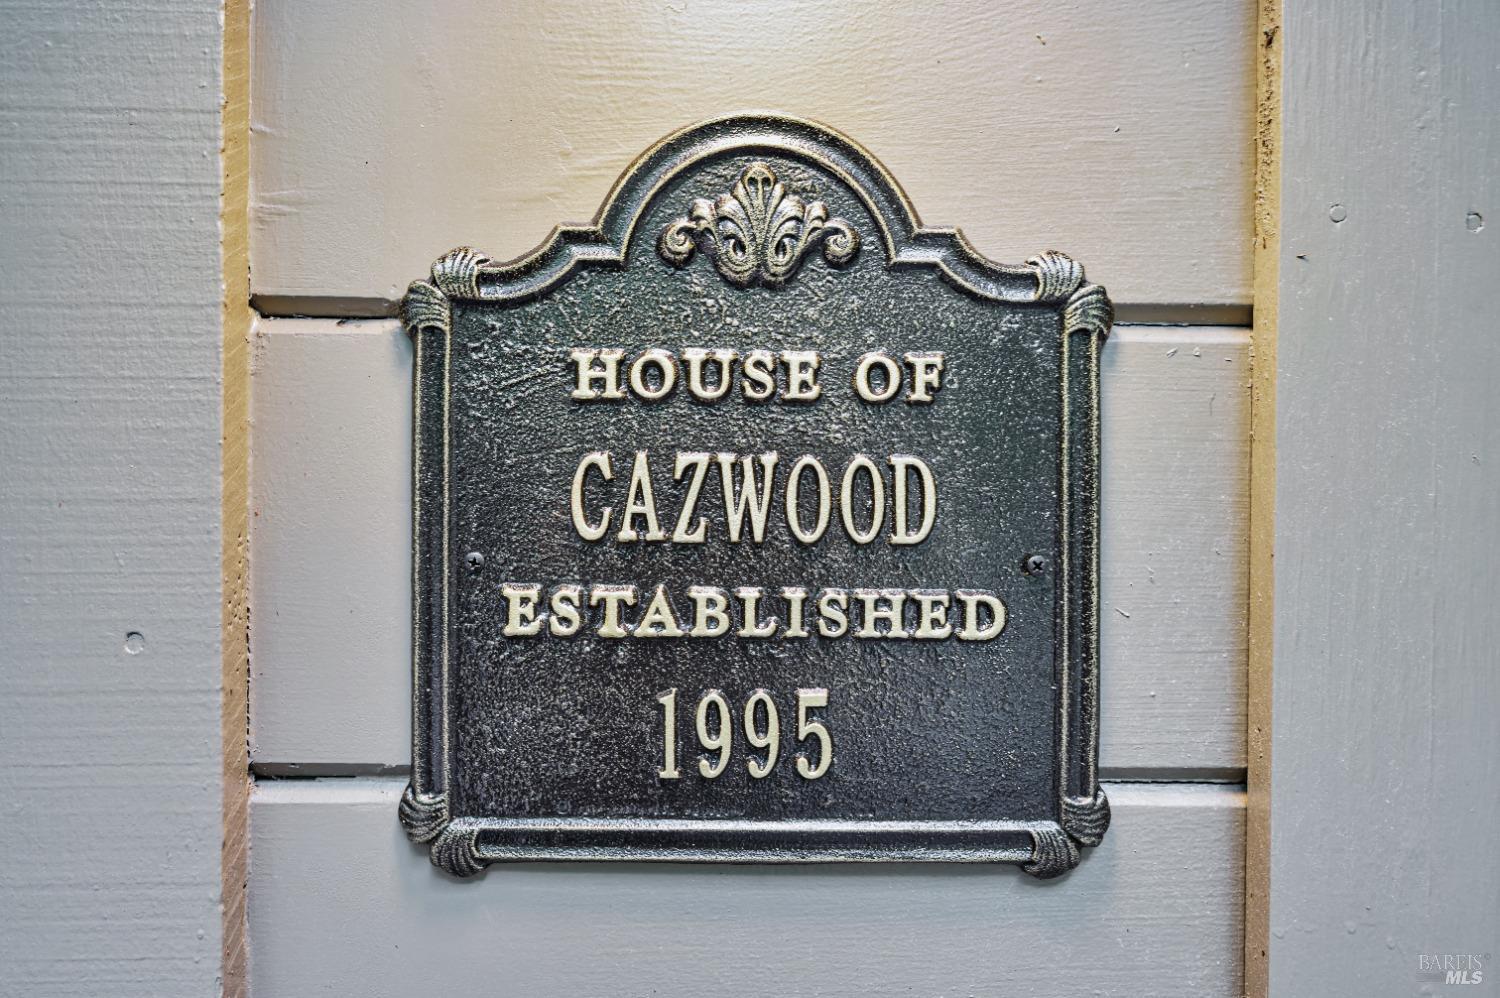 HOUSE OF
CAZWOOD
ESTABLISHED
1995
BAREIS
MLS